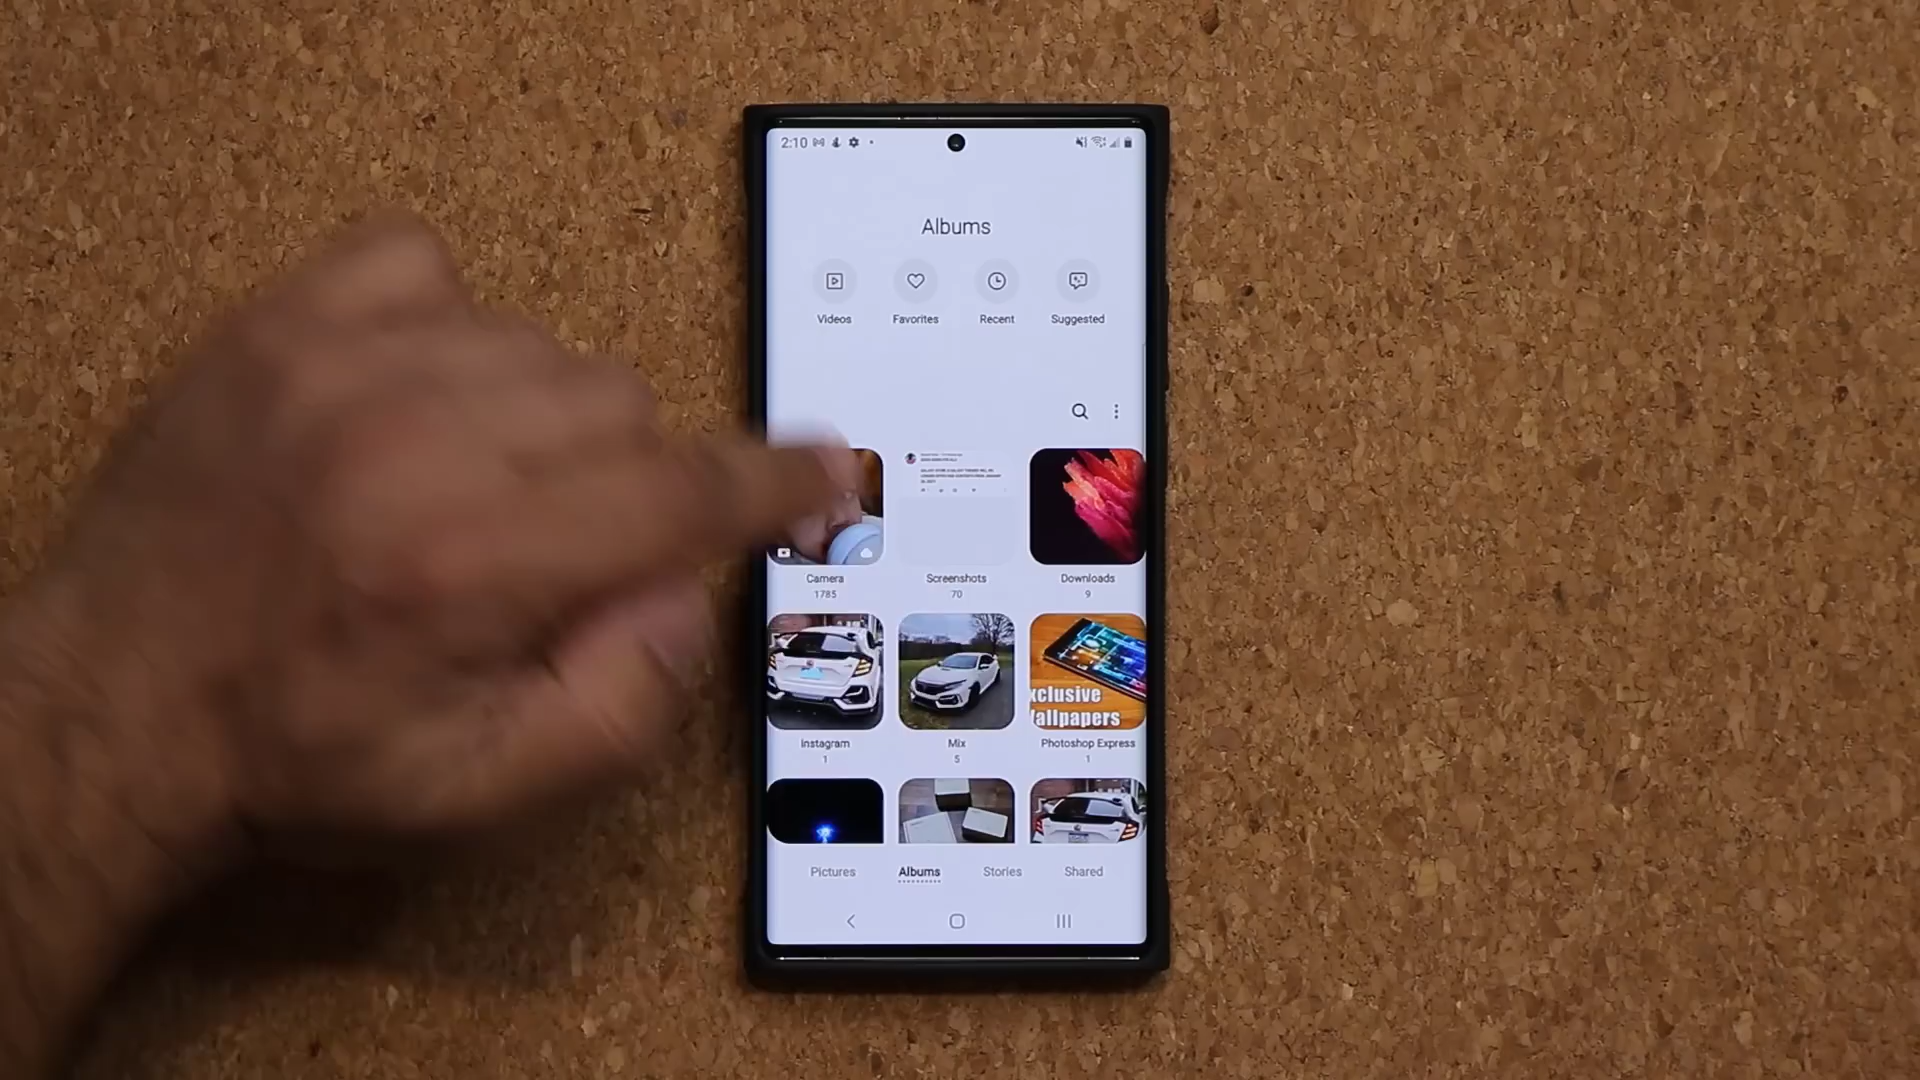 2:10
Albums
Videos Favorites Recent Suggested
Camera Screenshots Downloads
1785 70 9
xclusive
allpapers
Instagram Mix Photoshop Express
1 5 1
Pictures Albums Stories Shared